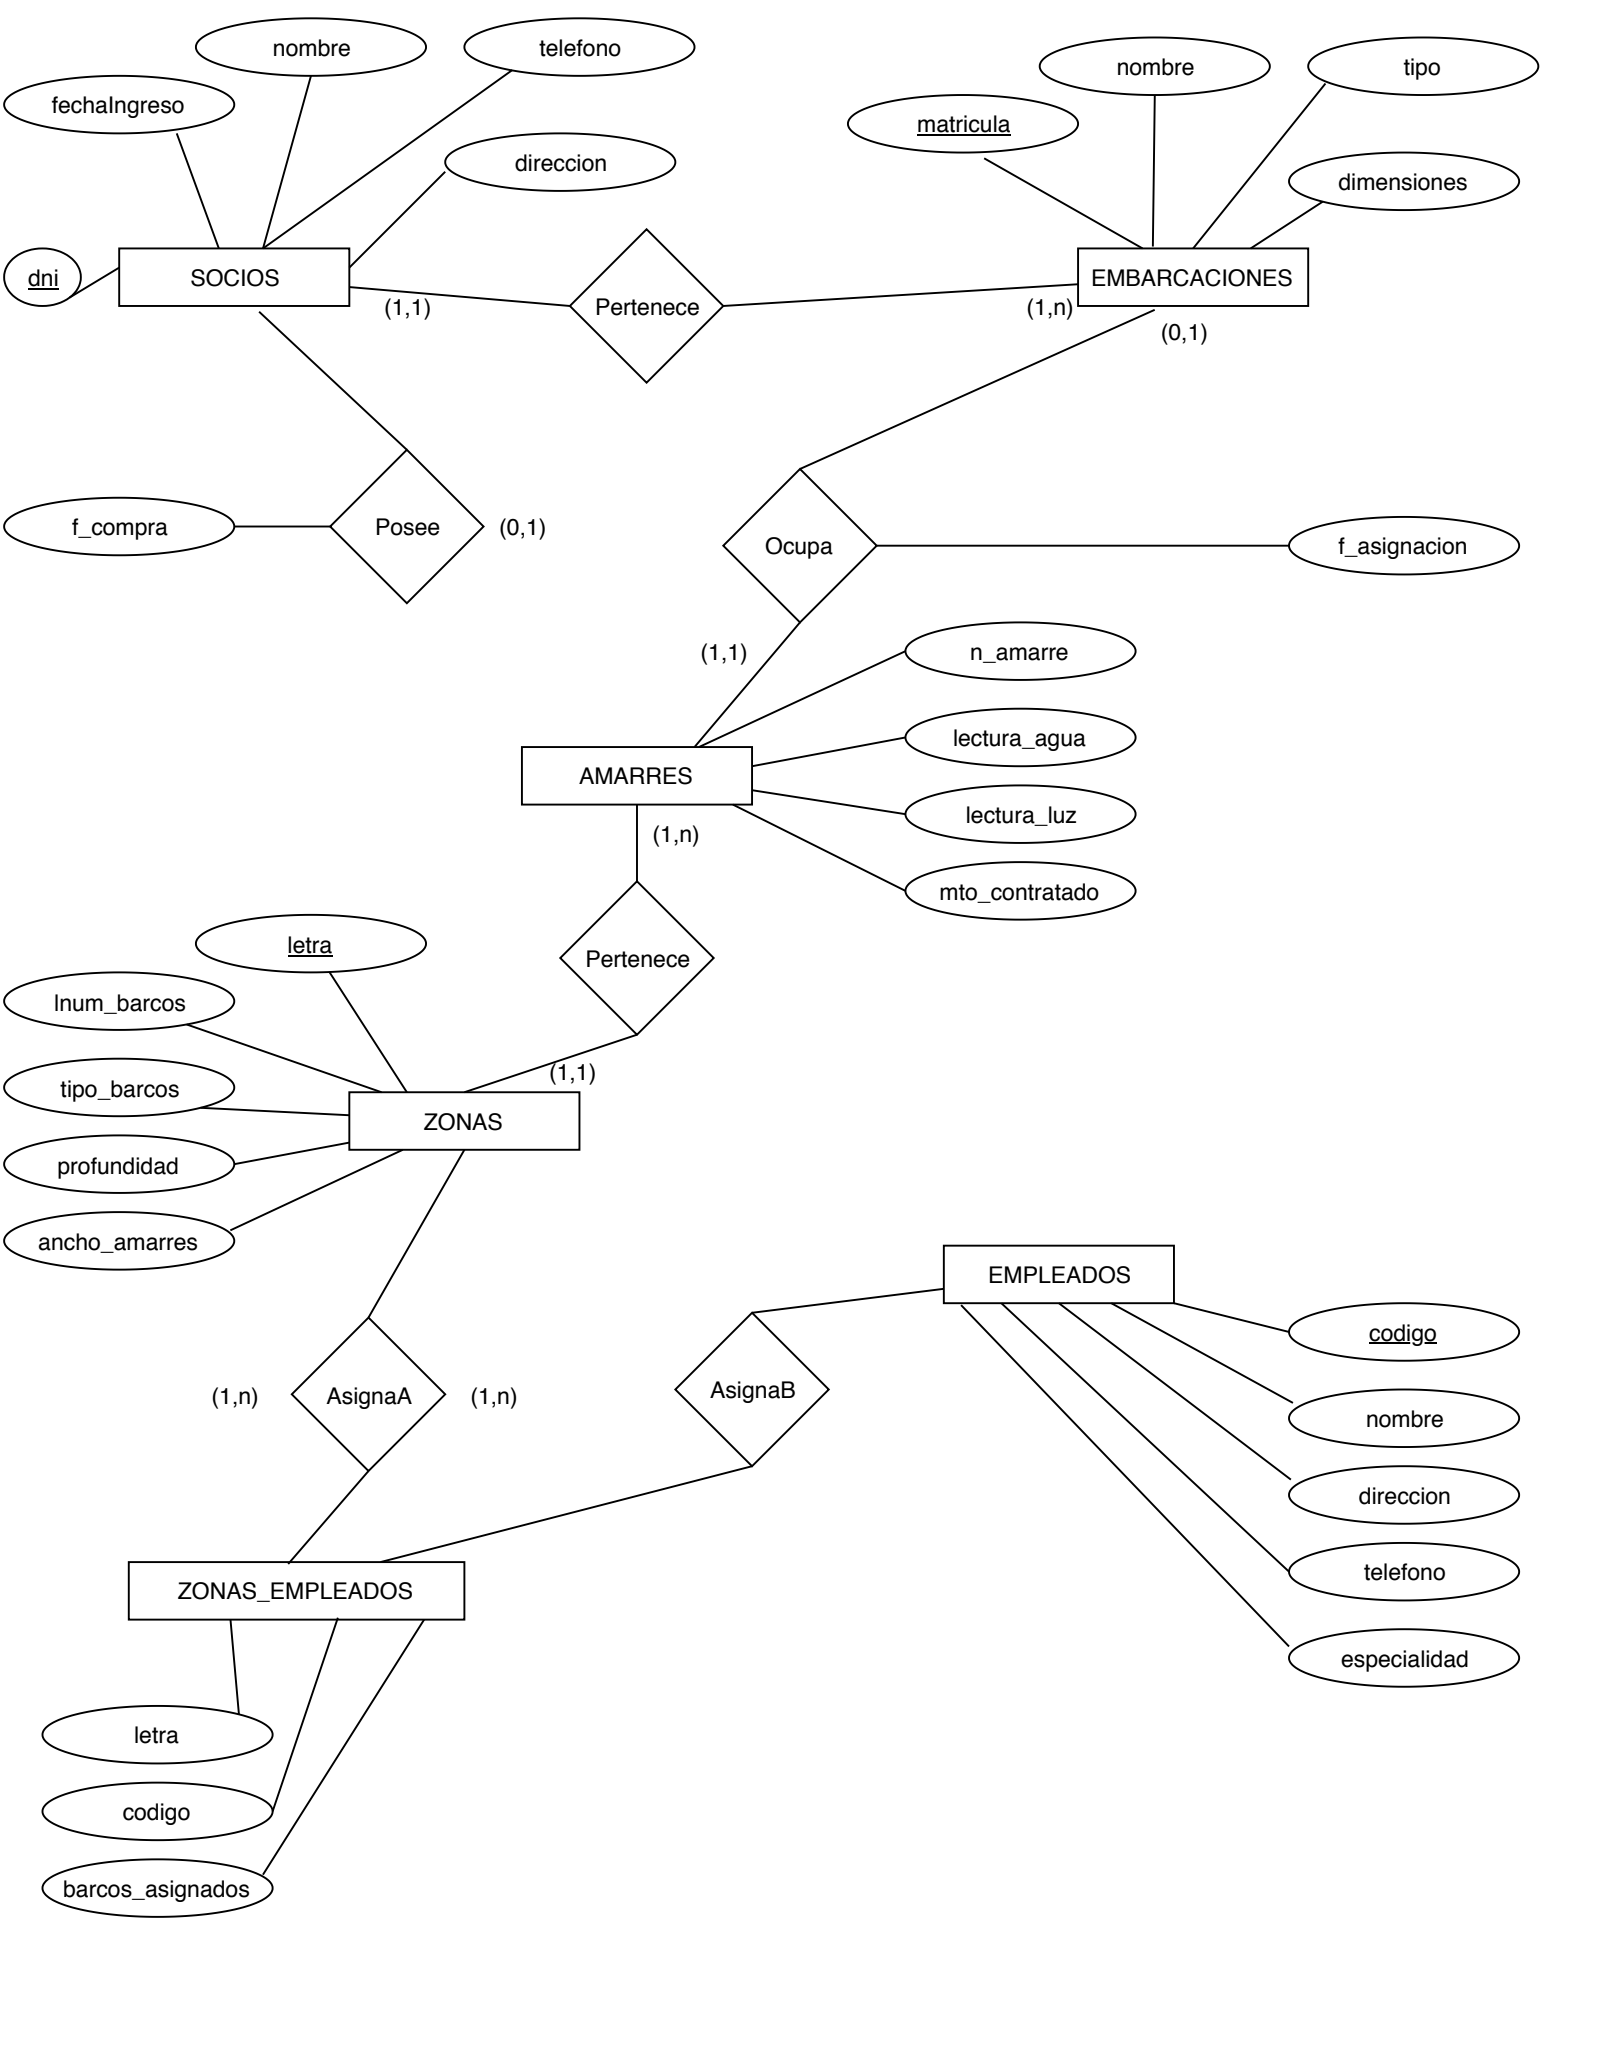 nombre
telefono
fechaIngreso
direccion
dni
SOCIOS
(1,1)
Pertenece
nombre
tipo
matricula
dimensiones
EMBARCACIONES
(1,n)
(0,1)
f_compra
Posee
(0,1)
Ocupa
f_asignacion
(1,1)
n_amarre
lectura_agua
AMARRES
lectura_luz
(1,n)
mto_contratado
letra
Pertenece
lnum_barcos
(1,1)
tipo_barcos
ZONAS
profundidad
ancho_amarres
EMPLEADOS
codigo
(1,n)
AsignaA
(1,n)
AsignaB
nombre
direccion
telefono
ZONAS_EMPLEADOS
especialidad
letra
codigo
barcos_asignados